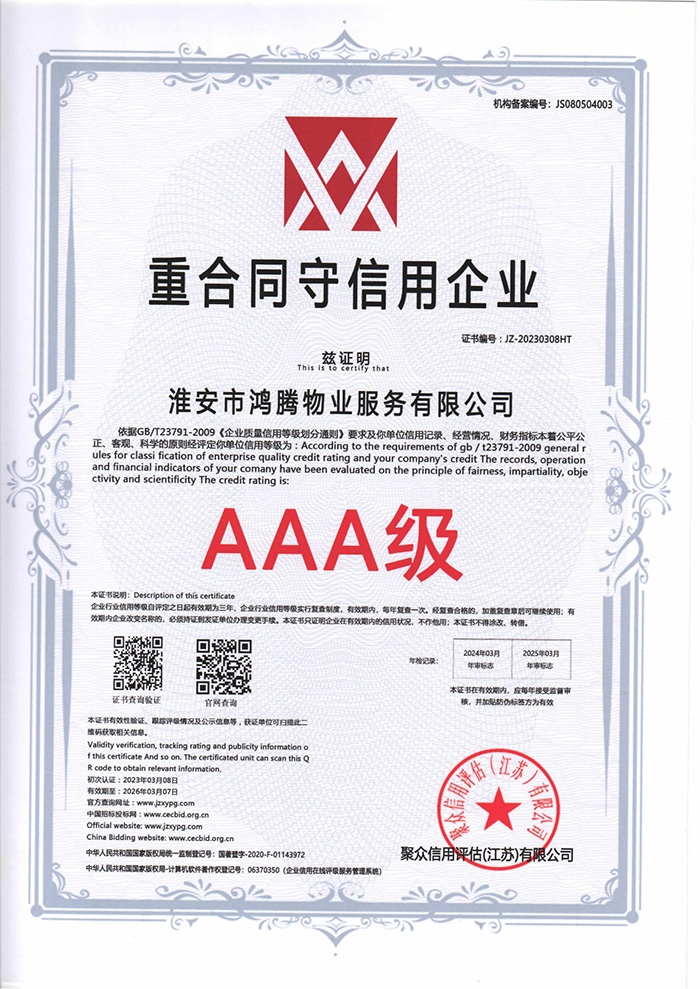 机构备案编号：JS080504003
重合同守信用企业
证书编号：JZ-20230308HT
兹证明
This is to certify that
淮安市鸿腾物业服务有限公司
依据GB/T23791-2009《企业质量信用等级划分通则》要求及你单位信用记录、经营情况、财务指标本着公平公
正、客观、科学的原则经评定你单位信用等级为：According to the requirements of gb / t23791-2009 general r
ules for classi fication of enterprise quality credit rating and your company's credit The records, operation
and financial indicators of your comany have been evaluated on the principle of fairness, impartiality, obje
ctivity and scientificity The credit rating is:
AAA级
本证书说明：Description of this certificate
企业行业信用等级自评定之日起有效期为三年，企业行业信用等级实行复查制度，有效期内，每年复查一次。经复查合格的，加盖复查章后可继续使用；有
效期内企业改变名称的，必须持证到发证单位办理变更手续。本证书只证明企业在有效期内的信用状况，不作他用；本证书不得涂改，转借。
证书查询验证
官网查询
年检记录：
2024年03月
年审标志
2025年03月
年审标志
本证书在有效期内，应每年接受监督审
核，并加贴防伪标签方为有效
本证书有效性验证、跟踪评级情况及公示信息等，获证单位可扫描此二
维码获取相关信息。
Validity verification, tracking rating and publicity information o
f this certificate And so on. The certificated unit can scan this Q
R code to obtain relevant information.
初次认证：2023年03月08日
有效期至：2026年03月07日
官方查询网址：www.jzxypg.com
中国招标投标网：www.cecbid.org.cn
Official website: www.jzxypg.com
China Bidding website: www.cecbid.org.cn
中华人民共和国国家版权局统一监制登记号：国著登字-2020-F-01143972
中华人民共和国国家版权局-计算机软件著作权登记号：06370350（企业信用在线评级服务管理系统）
聚众信用评估（江苏）有限公司
聚众信用评估(江苏)有限公司